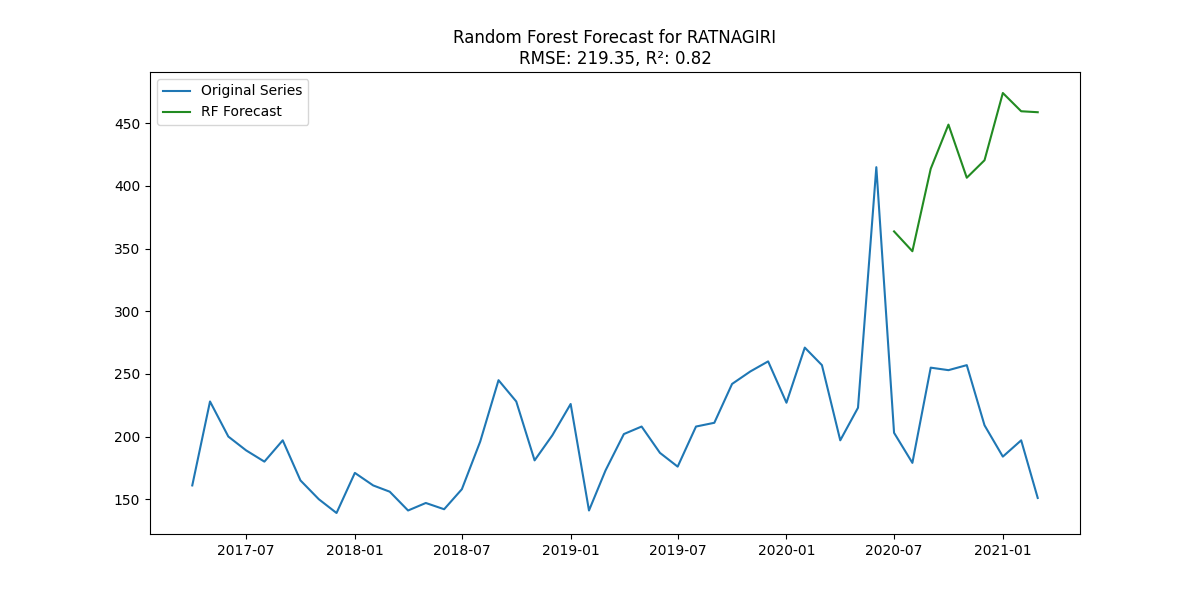 Random Forest Forecast for RATNAGIRI
RMSE: 219.35, R²: 0.82
Original Series
RF Forecast
450
400
350
300
250
200
150
2017-07 2018-01 2018-07 2019-01 2019-07 2020-01 2020-07 2021-01